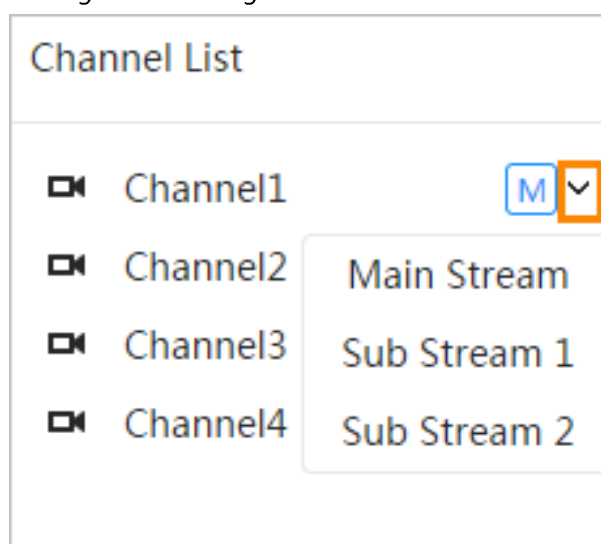 Channel List
Channel1 M
Channel2
Main Stream
Channel3
Sub Stream 1
Channel4
Sub Stream 2